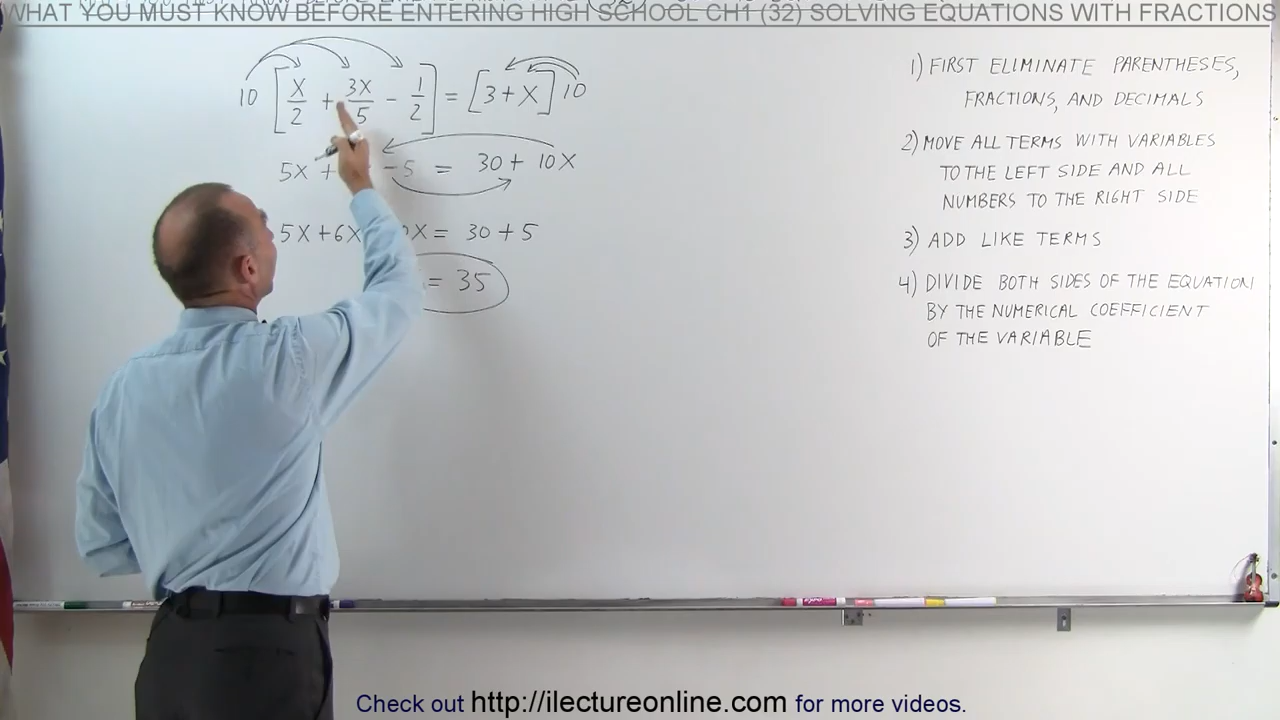 WHAT YOU MUST KNOW BEFORE ENTERING HIGH SCHOOL CH1 (32) SOLVING EQUATIONS WITH FRACTIONS
10 [X/2 + 3X/5 - 1/2] = [3 + X] 10
5X + - 5 = 30 + 10X
5X + 6X X = 30 + 5
= 35
1) FIRST ELIMINATE PARENTHESES,
FRACTIONS, AND DECIMALS
2) MOVE ALL TERMS WITH VARIABLES
TO THE LEFT SIDE AND ALL
NUMBERS TO THE RIGHT SIDE
3) ADD LIKE TERMS
4) DIVIDE BOTH SIDES OF THE EQUATION
BY THE NUMERICAL COEFFICIENT
OF THE VARIABLE
Check out http://ilectureonline.com for more videos.